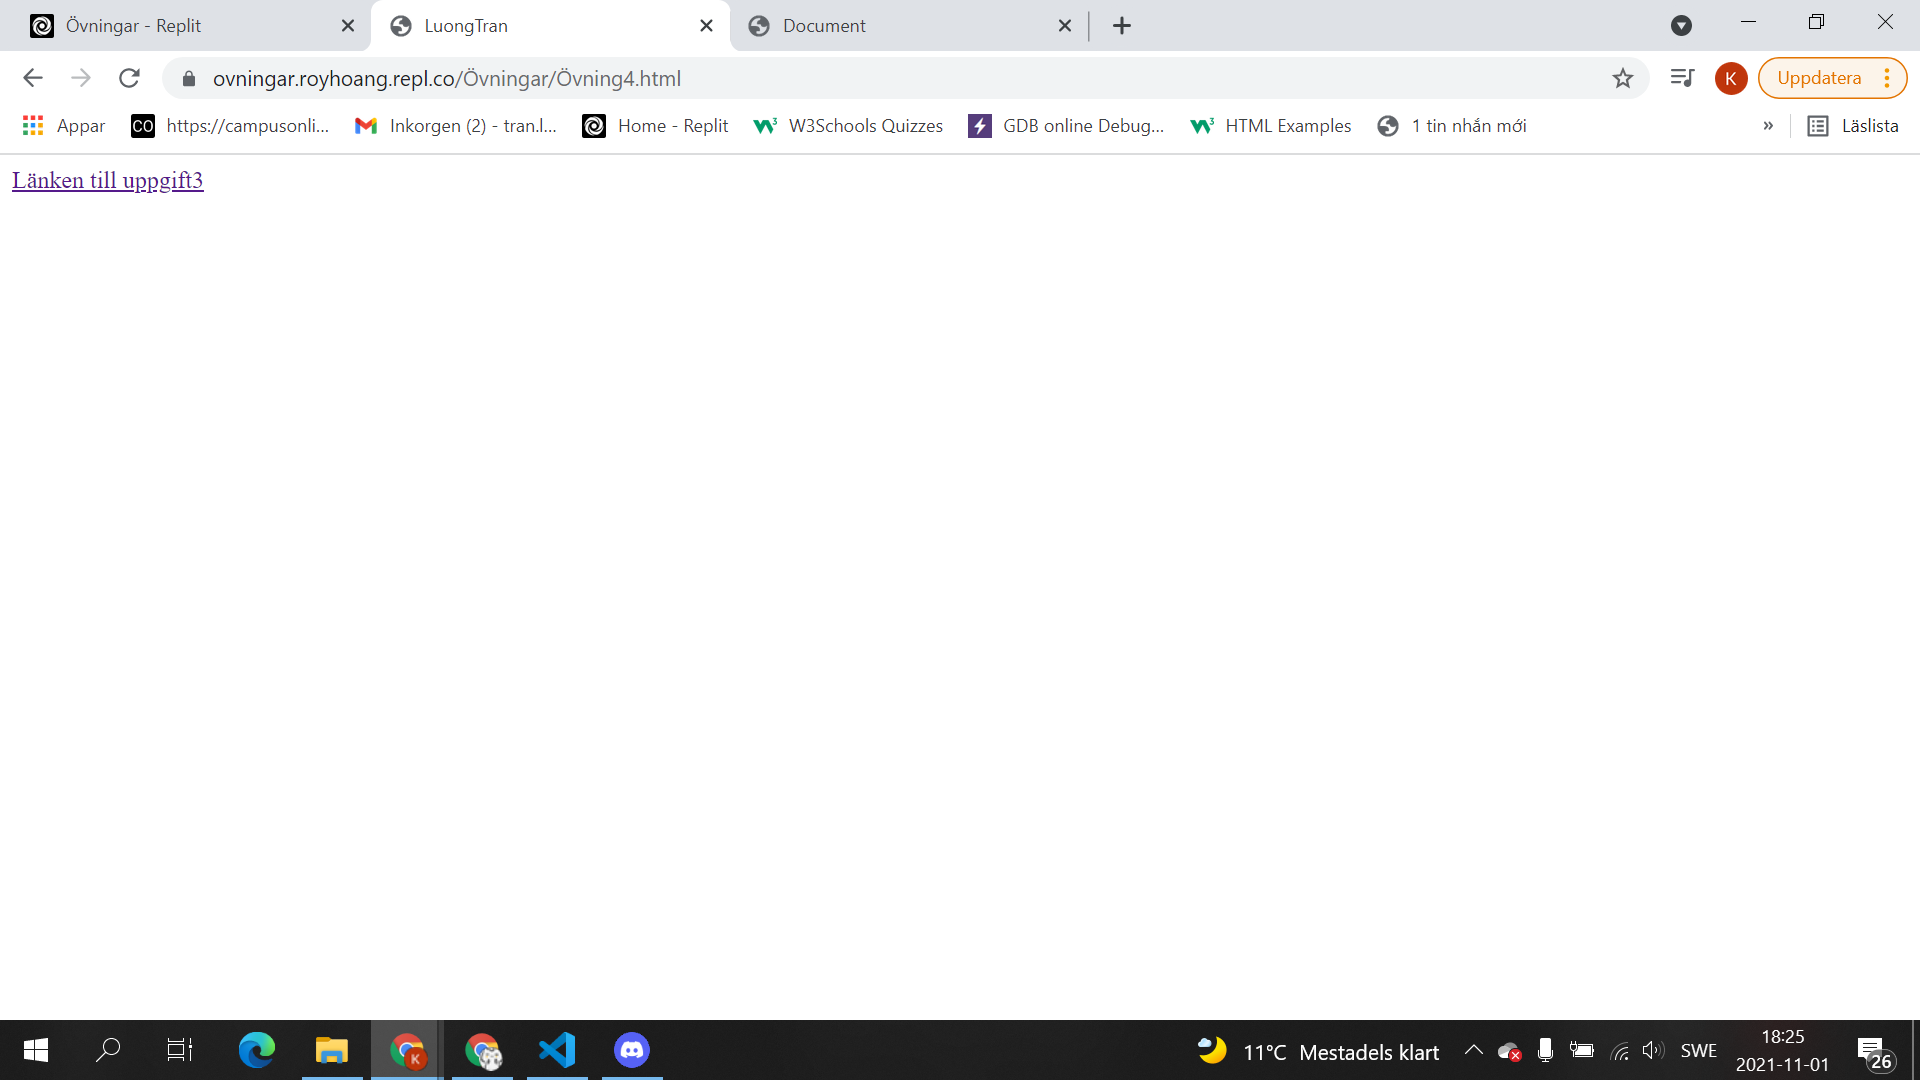 Övningar - Replit
LuongTran
Document
ovningar.royhoang.repl.co/Övningar/Övning4.html
K
Uppdatera
Appar
CO
https://campusonli...
Inkorgen (2) - tran.l...
Home - Replit
W3Schools Quizzes
GDB online Debug...
HTML Examples
1 tin nhắn mới
»
Läslista
Länken till uppgift3
K
11°C Mestadels klart
SWE
18:25
2021-11-01
26